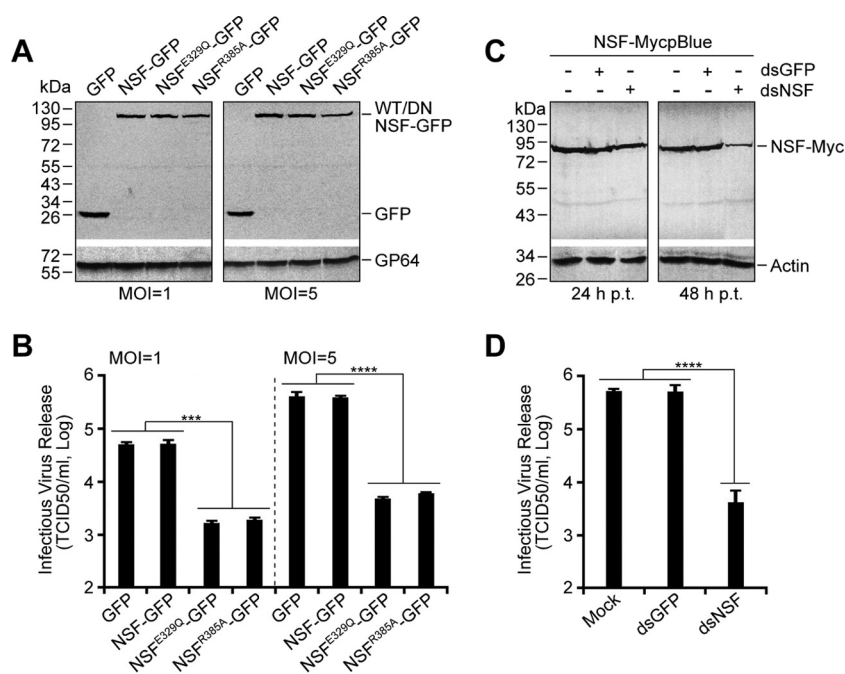 A
GFP NSF-GFP NSFE329Q-GFP NSFR385A-GFP GFP NSF-GFP NSFE329Q-GFP NSFR385A-GFP
kDa
130
95
72
55
43
34
26
72
55
WT/DN
NSF-GFP
GFP
GP64
MOI=1 MOI=5
C
NSF-MycpBlue
- + - - + - dsGFP
- - + - - + dsNSF
kDa
130
95
72
55
43
34
26
NSF-Myc
Actin
24 h p.t. 48 h p.t.
B
MOI=1 MOI=5
Infectious Virus Release
(TCID50/ml, Log)
6
5
4
3
2
*** ****
GFP NSF-GFP NSFE329Q-GFP NSFR385A-GFP GFP NSF-GFP NSFE329Q-GFP NSFR385A-GFP
D
Infectious Virus Release
(TCID50/ml, Log)
6
5
4
3
2
****
Mock dsGFP dsNSF